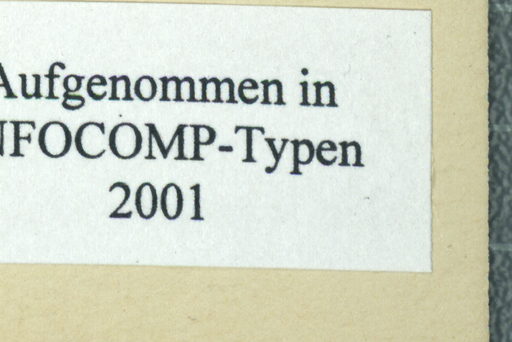 Aufgenommen in
NFOCOMP-Typen
2001